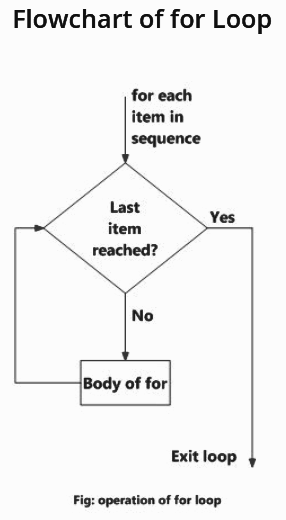 Flowchart of for Loop
for each
item in
sequence
Last
item
reached?
Yes
No
Body of for
Exit loop
Fig: operation of for loop